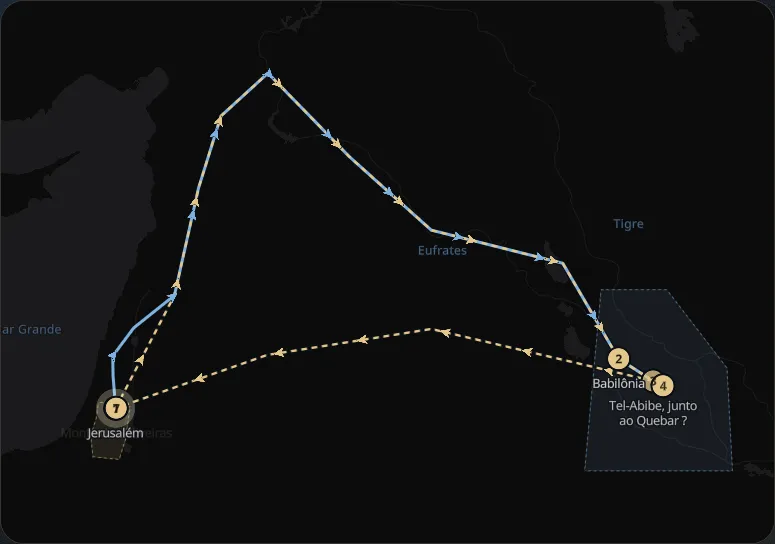 Tigre
Eufrates
ar Grande
2
Babilônia
4
Tel-Abibe, junto
ao Quebar ?
7
Jerusalém